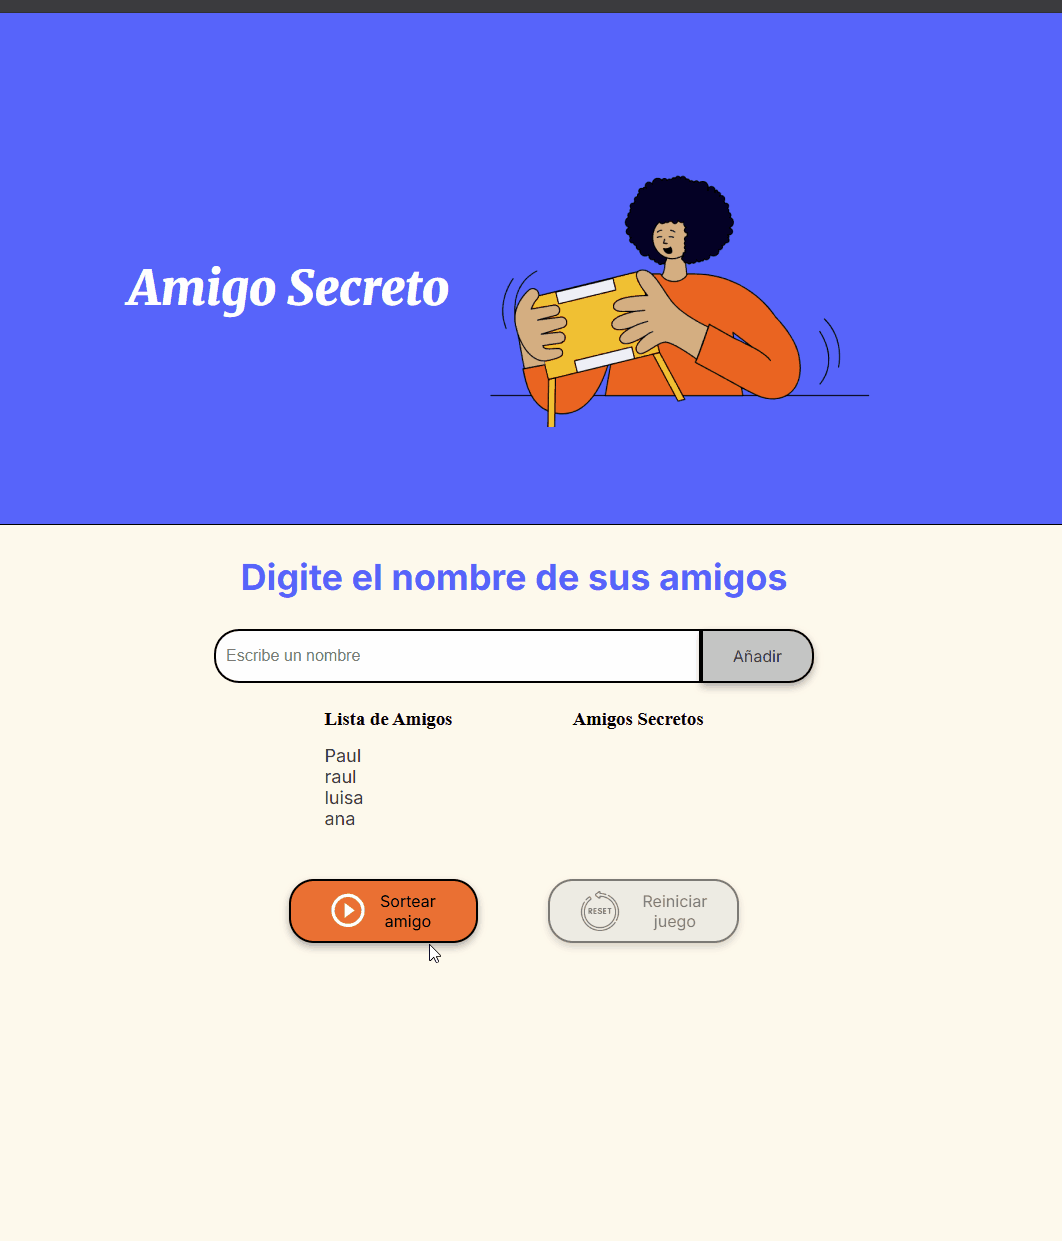 Amigo Secreto
Digite el nombre de sus amigos
Escribe un nombre
Añadir
Lista de Amigos
Amigos Secretos
Paul
raul
luisa
ana
Sortear
amigo
RESET
Reiniciar
juego